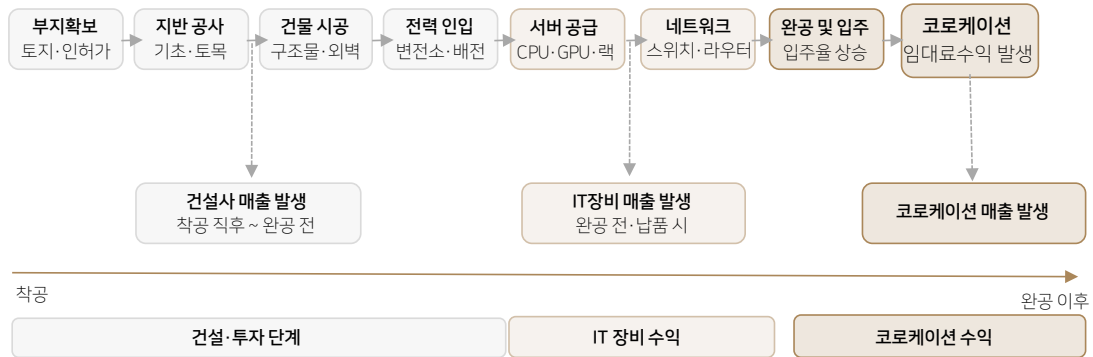 부지확보
토지·인허가
지반 공사
기초·토목
건물 시공
구조물·외벽
전력 인입
변전소·배전
서버 공급
CPU·GPU·랙
네트워크
스위치·라우터
완공 및 입주
입주율 상승
코로케이션
임대료수익 발생
건설사 매출 발생
착공 직후 ~ 완공 전
IT장비 매출 발생
완공 전·납품 시
코로케이션 매출 발생
착공
완공 이후
건설·투자 단계
IT 장비 수익
코로케이션 수익